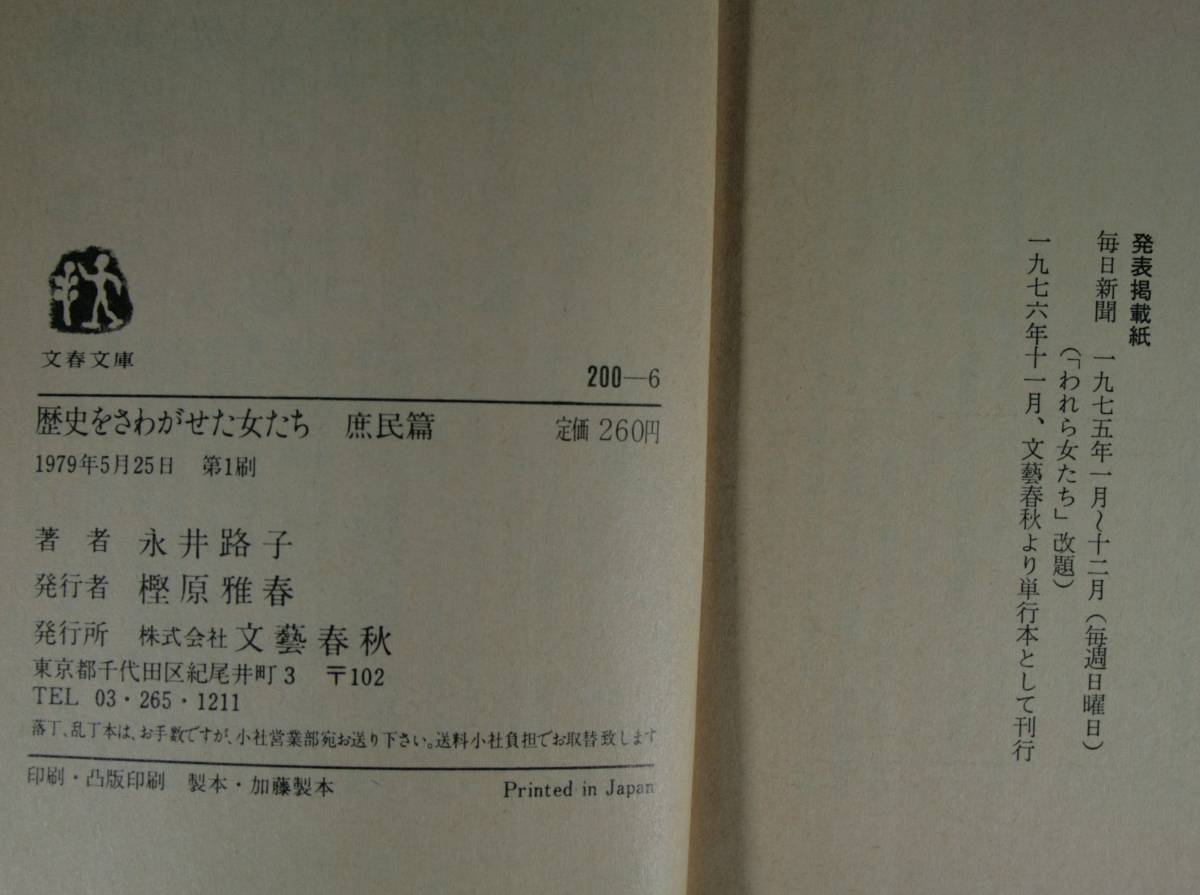 発表掲載紙
毎日新聞　一九七五年一月〜十二月（毎週日曜日）
（「われら女たち」改題）
一九七六年十一月、文藝春秋より単行本として刊行
文春文庫
200—6
歴史をさわがせた女たち　庶民篇　定価 260円
1979年5月25日　第1刷
著　者　永井路子
発行者　樫原雅春
発行所　株式会社 文藝春秋
東京都千代田区紀尾井町3　〒102
TEL 03・265・1211
落丁、乱丁本は、お手数ですが、小社営業部宛お送り下さい。送料小社負担でお取替致します
印刷・凸版印刷　製本・加藤製本　Printed in Japan